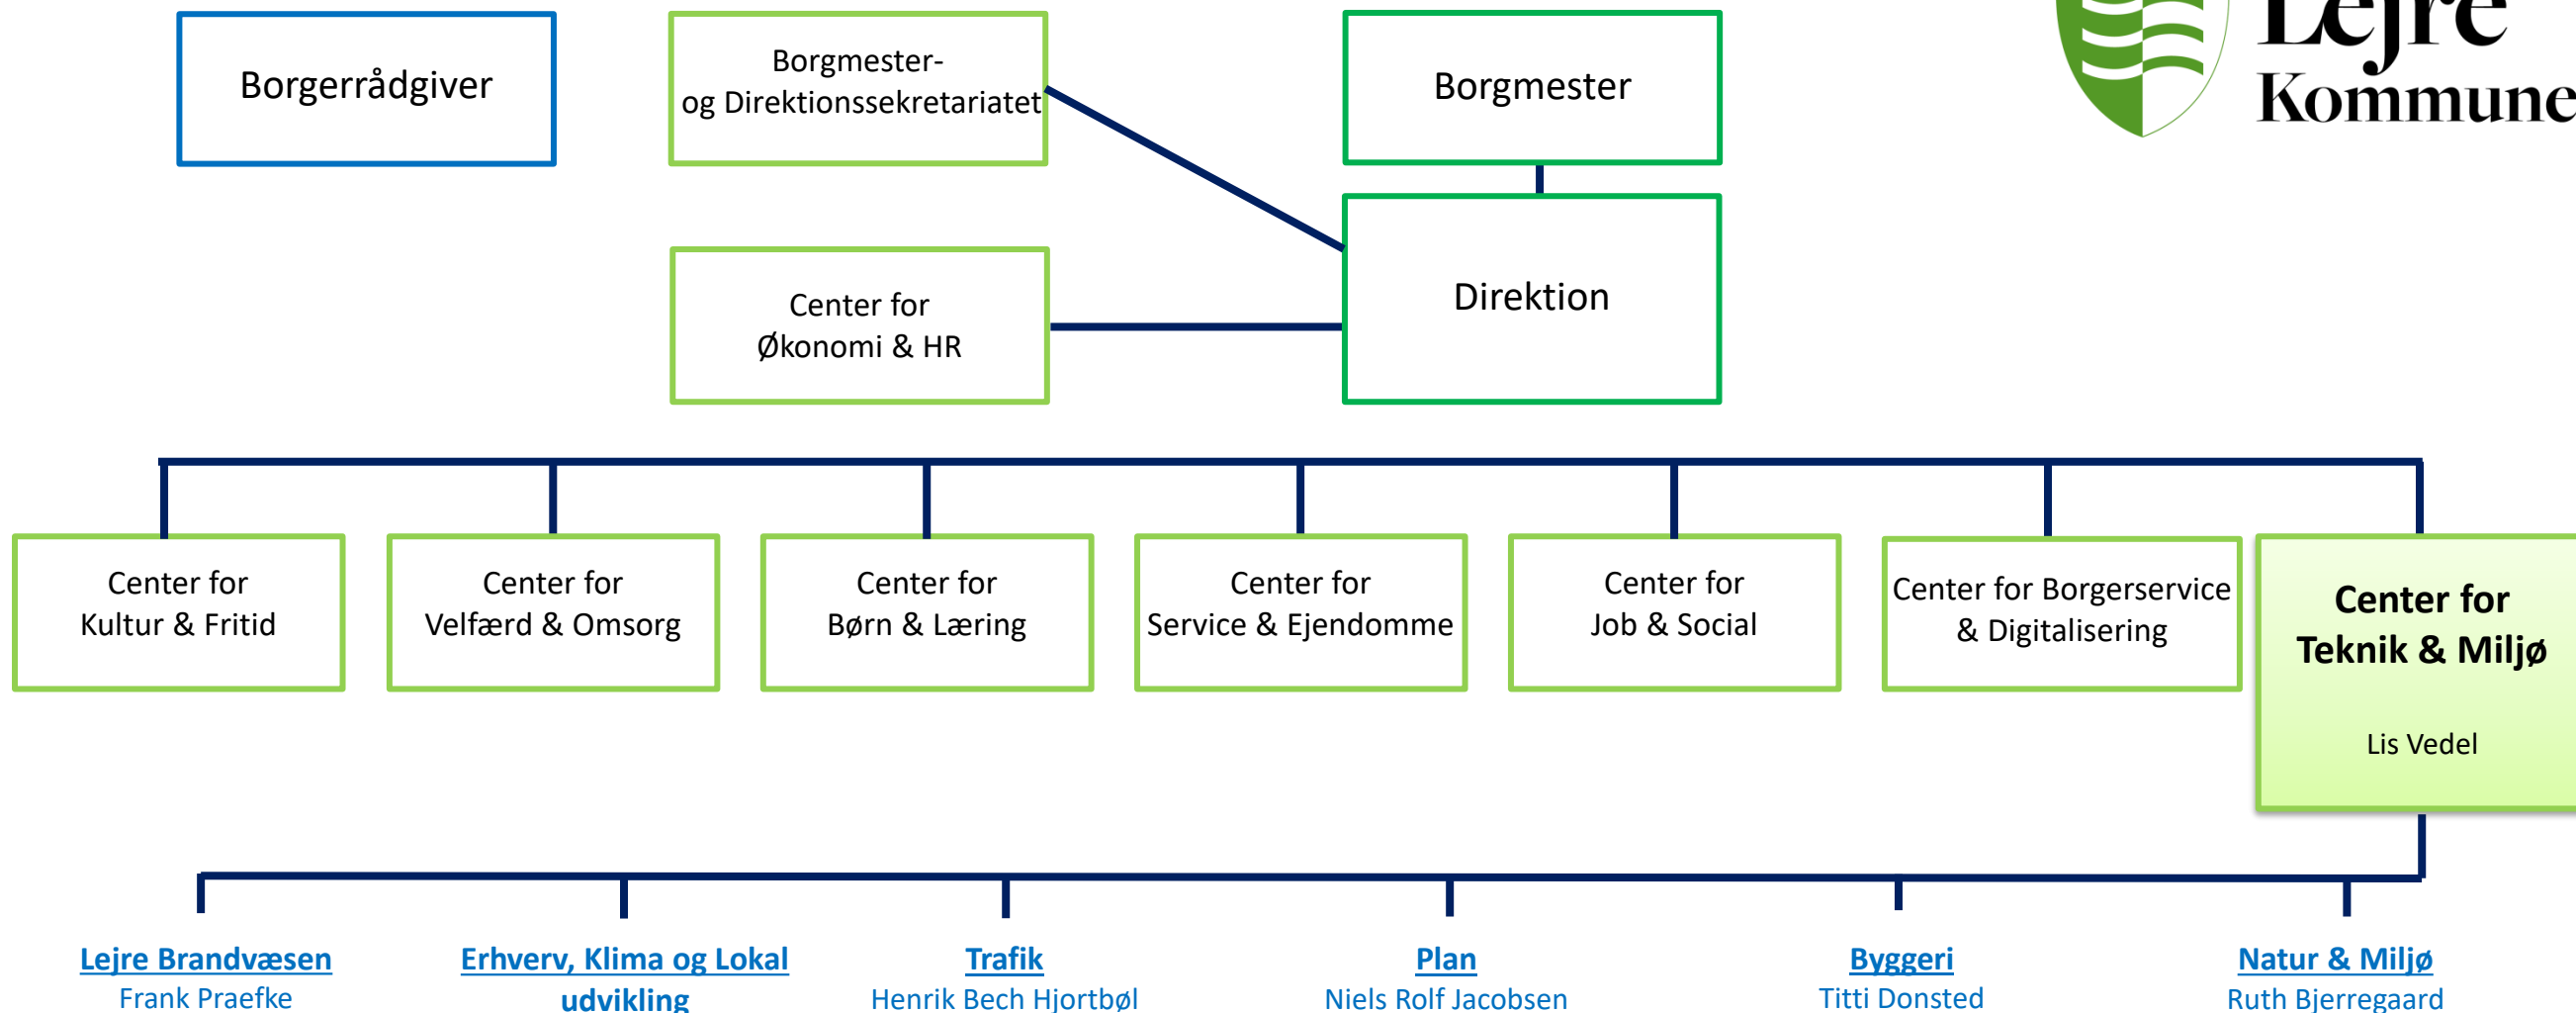 Borgerrådgiver
Borgmester-
og Direktionssekretariatet
Borgmester
Lejre
Kommune
Center for
Økonomi & HR
Direktion
Center for
Kultur & Fritid
Center for
Velfærd & Omsorg
Center for
Børn & Læring
Center for
Service & Ejendomme
Center for
Job & Social
Center for Borgerservice
& Digitalisering
Center for
Teknik & Miljø
Lis Vedel
Lejre Brandvæsen
Frank Praefke
Erhverv, Klima og Lokal
udvikling
Trafik
Henrik Bech Hjortbøl
Plan
Niels Rolf Jacobsen
Byggeri
Titti Donsted
Natur & Miljø
Ruth Bjerregaard